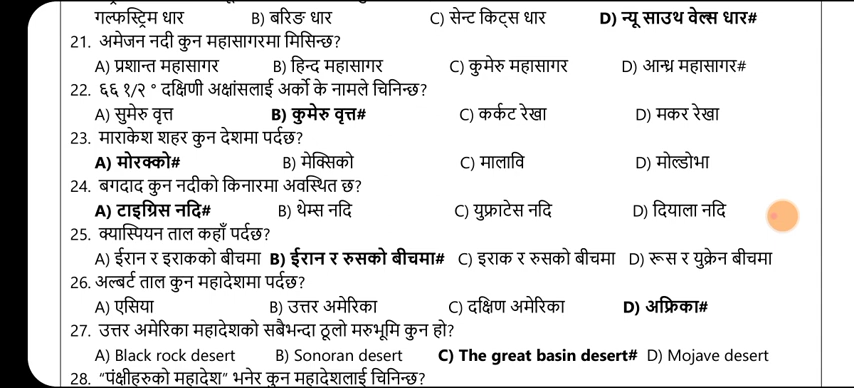 गल्फस्ट्रिम धार B) बरिङ धार C) सेन्ट किट्स धार D) न्यू साउथ वेल्स धार#
21. अमेजन नदी कुन महासागरमा मिसिन्छ?
A) प्रशान्त महासागर B) हिन्द महासागर C) कुमेरु महासागर D) आन्ध्र महासागर#
22. ६६ १/२ ° दक्षिणी अक्षांसलाई अर्को के नामले चिनिन्छ?
A) सुमेरु वृत्त B) कुमेरु वृत्त# C) कर्कट रेखा D) मकर रेखा
23. माराकेश शहर कुन देशमा पर्दछ?
A) मोरक्को# B) मेक्सिको C) मालावि D) मोल्डोभा
24. बगदाद कुन नदीको किनारमा अवस्थित छ?
A) टाइग्रिस नदि# B) थेम्स नदि C) युफ्राटेस नदि D) दियाला नदि
25. क्यास्पियन ताल कहाँ पर्दछ?
A) ईरान र इराकको बीचमा B) ईरान र रुसको बीचमा# C) इराक र रुसको बीचमा D) रूस र युक्रेन बीचमा
26. अल्बर्ट ताल कुन महादेशमा पर्दछ?
A) एसिया B) उत्तर अमेरिका C) दक्षिण अमेरिका D) अफ्रिका#
27. उत्तर अमेरिका महादेशको सबैभन्दा ठूलो मरुभूमि कुन हो?
A) Black rock desert B) Sonoran desert C) The great basin desert# D) Mojave desert
28. “पंक्षीहरुको महादेश” भनेर कुन महादेशलाई चिनिन्छ?